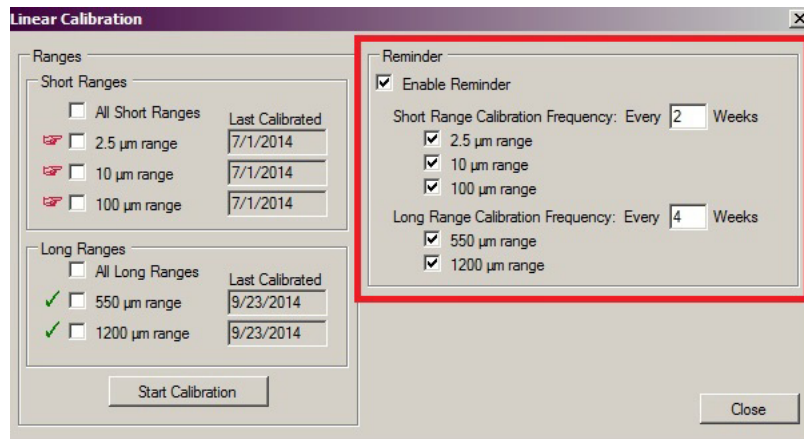 Linear Calibration
Ranges
Short Ranges
All Short Ranges
Last Calibrated
2.5 µm range 7/1/2014
10 µm range 7/1/2014
100 µm range 7/1/2014
Long Ranges
All Long Ranges
Last Calibrated
550 µm range 9/23/2014
1200 µm range 9/23/2014
Start Calibration
Reminder
Enable Reminder
Short Range Calibration Frequency: Every 2 Weeks
2.5 µm range
10 µm range
100 µm range
Long Range Calibration Frequency: Every 4 Weeks
550 µm range
1200 µm range
Close